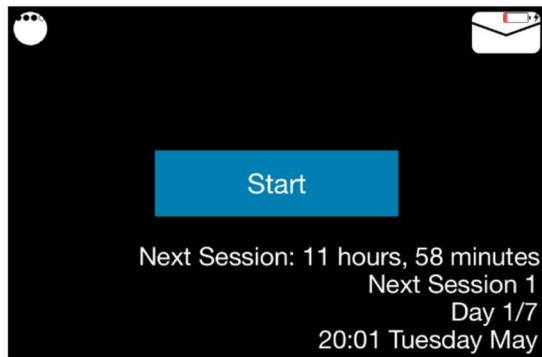 Start
Next Session: 11 hours, 58 minutes
Next Session 1
Day 1/7
20:01 Tuesday May